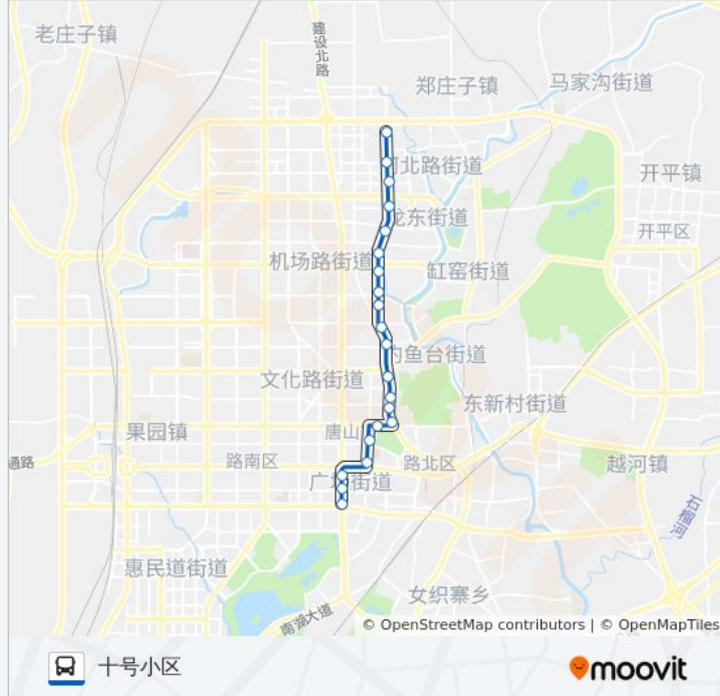 老庄子镇
建设北路
郑庄子镇
马家沟街道
河北路街道
开平镇
龙东街道
开平区
机场路街道
缸窑街道
钓鱼台街道
文化路街道
东新村街道
果园镇
唐山
通路
路南区
路北区
越河镇
广场街道
石榴河
惠民道街道
女织寨乡
南湖大道
© OpenStreetMap contributors | © OpenMapTiles
十号小区
moovit